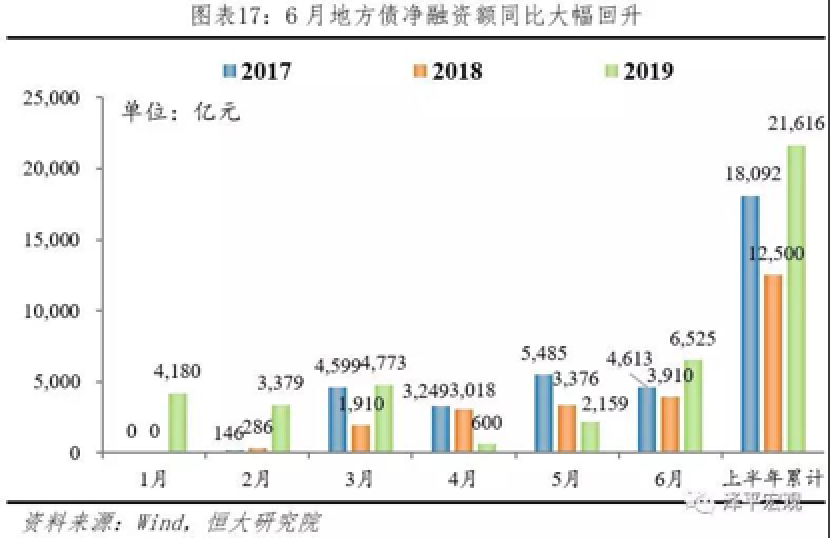 图表17：6 月地方债净融资额同比大幅回升
2017 2018 2019
25,000
单位：亿元
21,616
20,000
18,092
15,000
12,500
10,000
4,180 3,379 4,599 4,773 5,485 4,613 6,525
5,000
1,910 3,249 3,018 3,376 3,910
0 0 146 286 600 2,159
0
1月 2月 3月 4月 5月 6月 上半年累计
泽平宏观
资料来源：Wind，恒大研究院